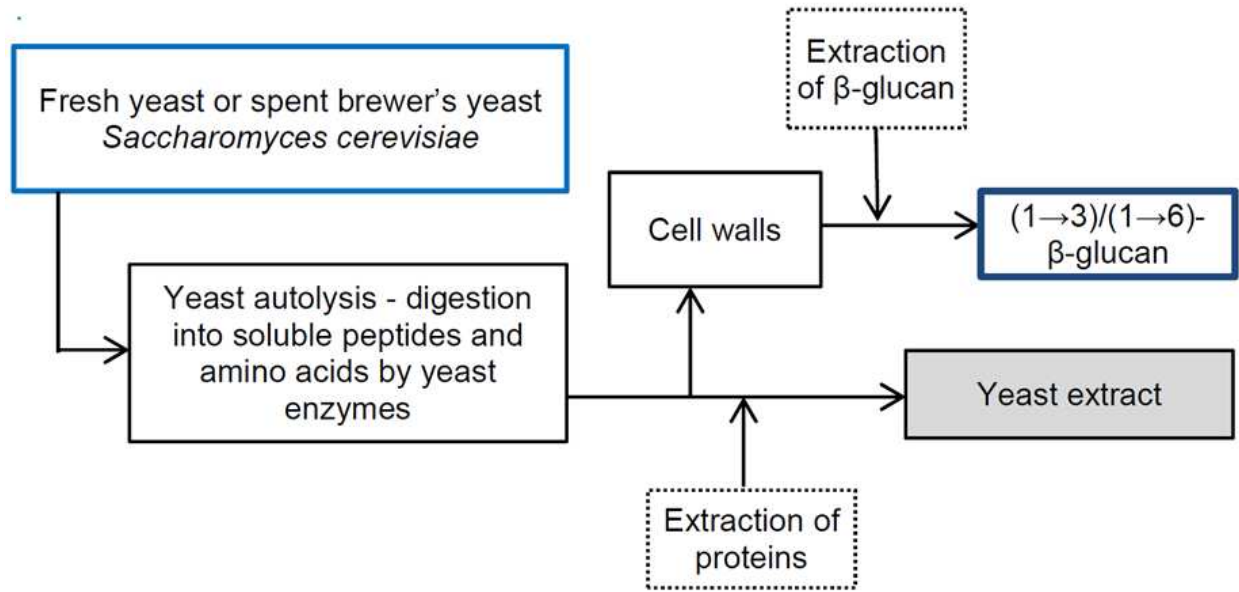 Fresh yeast or spent brewer’s yeast
Saccharomyces cerevisiae
Yeast autolysis - digestion
into soluble peptides and
amino acids by yeast
enzymes
Extraction
of β-glucan
Cell walls
(1→3)/(1→6)-
β-glucan
Yeast extract
Extraction of
proteins